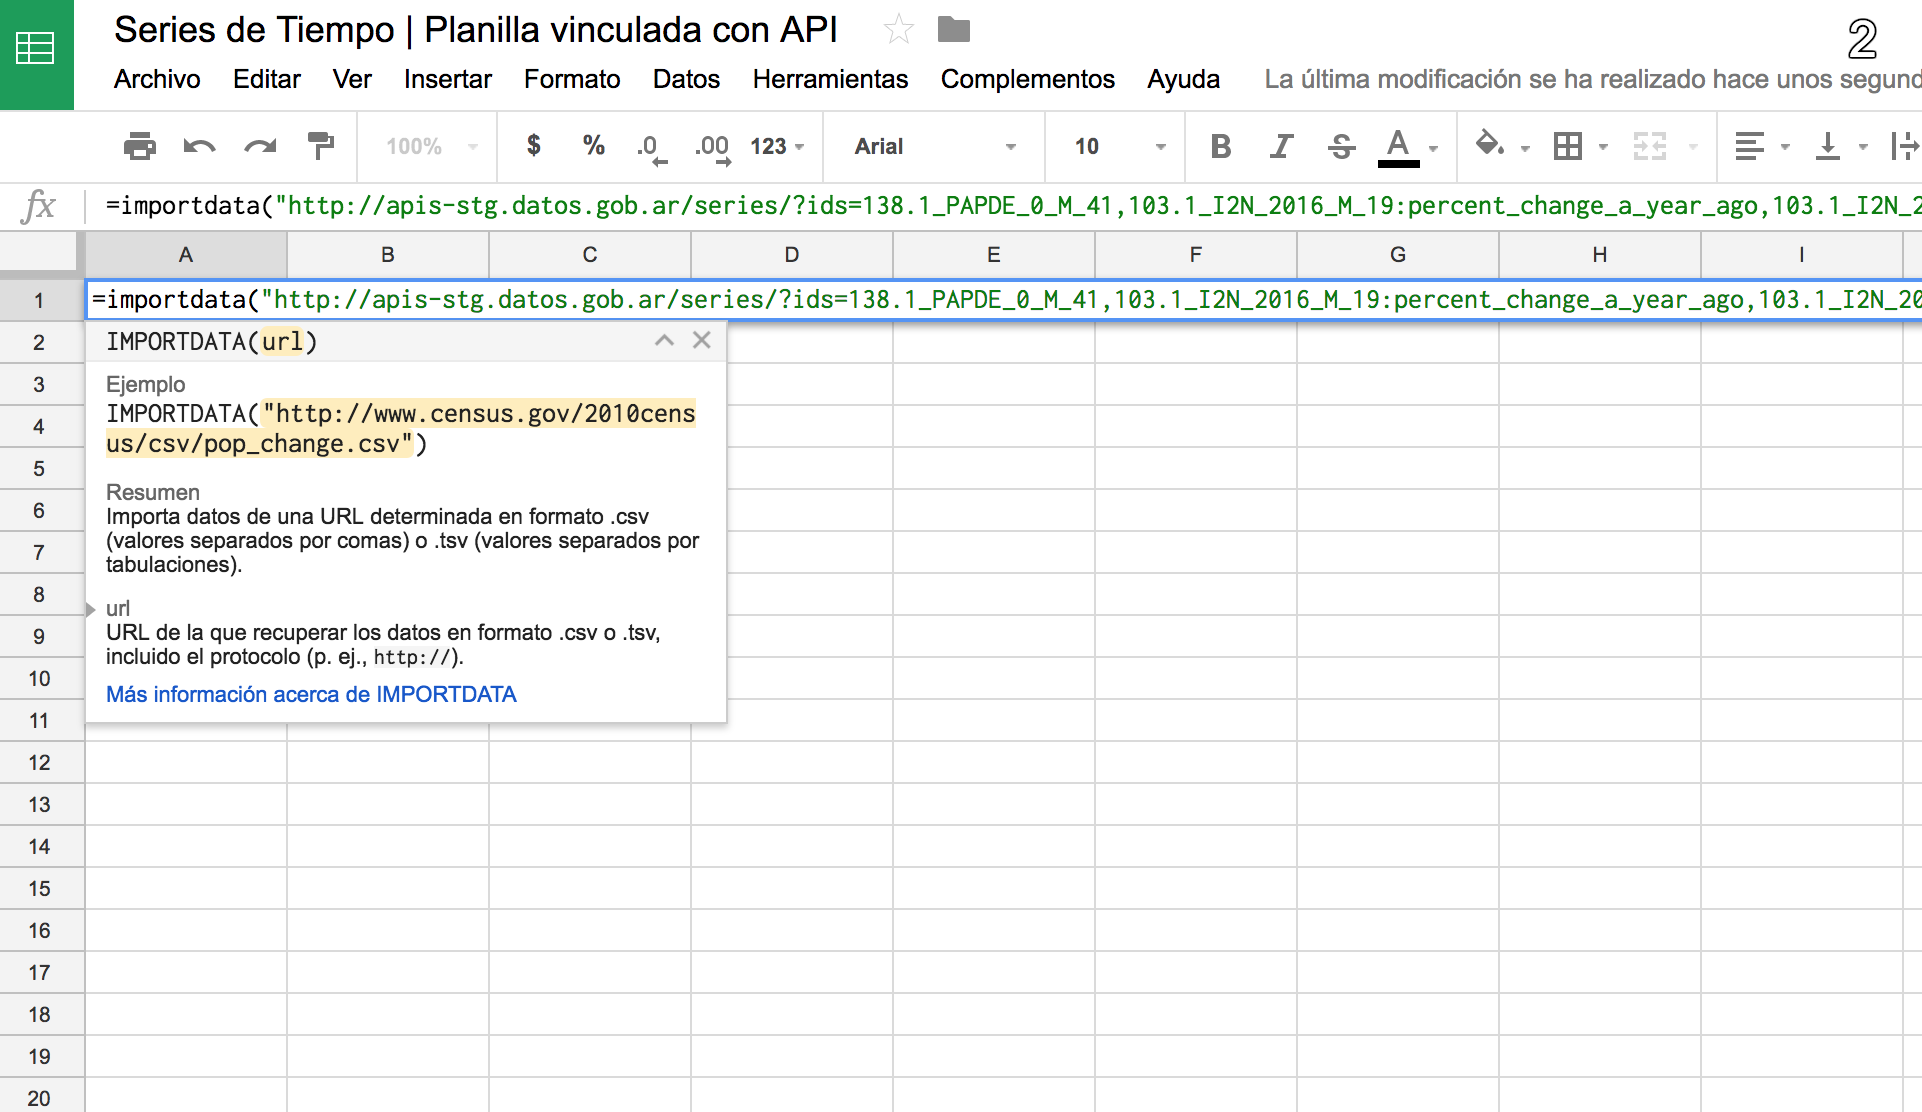 Series de Tiempo | Planilla vinculada con API
2
Archivo Editar Ver Insertar Formato Datos Herramientas Complementos Ayuda La última modificación se ha realizado hace unos segund
100% $ % .0 .00 123 Arial 10 B I S A
fx =importdata("http://apis-stg.datos.gob.ar/series/?ids=138.1_PAPDE_0_M_41,103.1_I2N_2016_M_19:percent_change_a_year_ago,103.1_I2N_2
A B C D E F G H I
1 =importdata("http://apis-stg.datos.gob.ar/series/?ids=138.1_PAPDE_0_M_41,103.1_I2N_2016_M_19:percent_change_a_year_ago,103.1_I2N_20
2 IMPORTDATA(url)
3 Ejemplo
4 IMPORTDATA("http://www.census.gov/2010cens
us/csv/pop_change.csv")
5
6 Resumen
Importa datos de una URL determinada en formato .csv
7 (valores separados por comas) o .tsv (valores separados por
tabulaciones).
8 url
9 URL de la que recuperar los datos en formato .csv o .tsv,
incluido el protocolo (p. ej., http://).
10 Más información acerca de IMPORTDATA
11
12
13
14
15
16
17
18
19
20